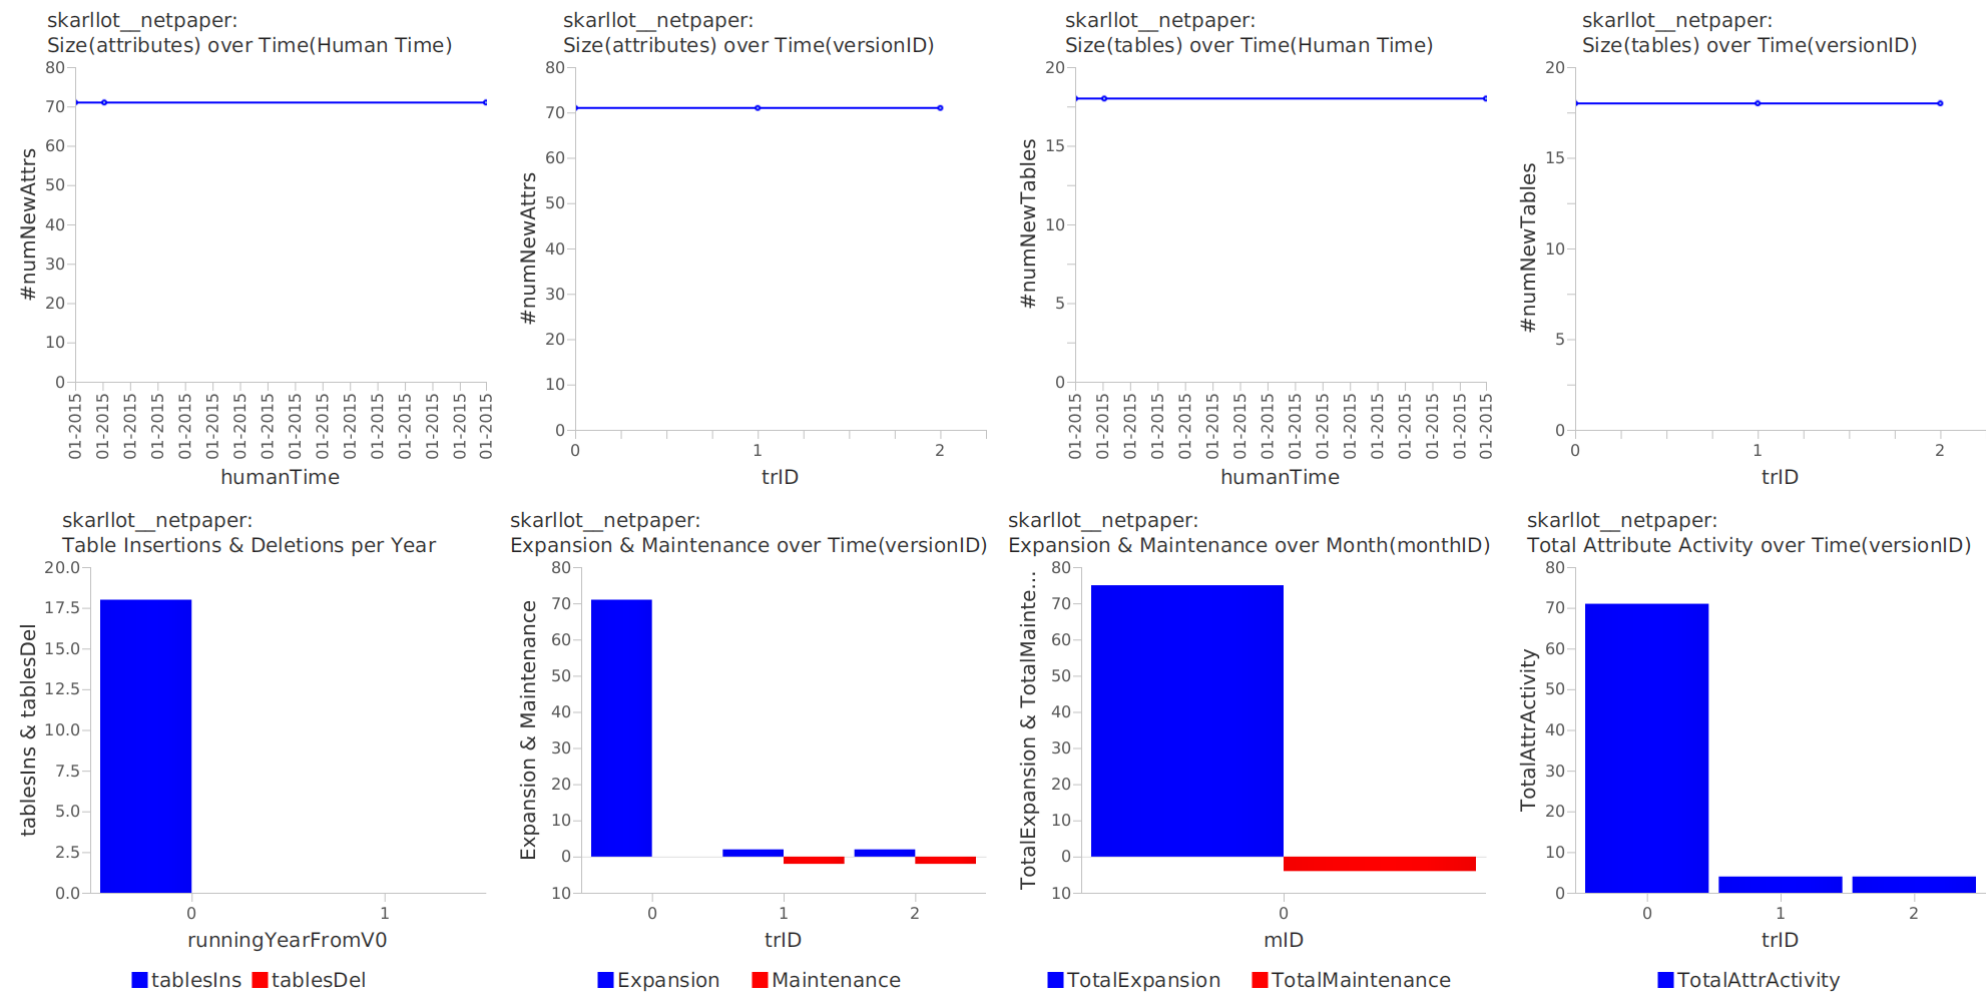 skarllot__netpaper:
Size(attributes) over Time(Human Time)
80
70
60
50
40
30
20
10
0
#numNewAttrs
01-2015 01-2015 01-2015 01-2015 01-2015 01-2015 01-2015 01-2015 01-2015 01-2015 01-2015 01-2015 01-2015 01-2015 01-2015 01-2015
humanTime
skarllot__netpaper:
Size(attributes) over Time(versionID)
80
70
60
50
40
30
20
10
0
#numNewAttrs
0 1 2
trID
skarllot__netpaper:
Size(tables) over Time(Human Time)
20
15
10
5
0
#numNewTables
01-2015 01-2015 01-2015 01-2015 01-2015 01-2015 01-2015 01-2015 01-2015 01-2015 01-2015 01-2015 01-2015 01-2015 01-2015 01-2015
humanTime
skarllot__netpaper:
Size(tables) over Time(versionID)
20
15
10
5
0
#numNewTables
0 1 2
trID
skarllot__netpaper:
Table Insertions & Deletions per Year
20.0
17.5
15.0
12.5
10.0
7.5
5.0
2.5
0.0
tablesIns & tablesDel
0 1
runningYearFromV0
tablesIns tablesDel
skarllot__netpaper:
Expansion & Maintenance over Time(versionID)
80
70
60
50
40
30
20
10
0
10
Expansion & Maintenance
0 1 2
trID
Expansion Maintenance
skarllot__netpaper:
Expansion & Maintenance over Month(monthID)
80
70
60
50
40
30
20
10
0
10
TotalExpansion & TotalMainte...
0
mID
TotalExpansion TotalMaintenance
skarllot__netpaper:
Total Attribute Activity over Time(versionID)
80
70
60
50
40
30
20
10
0
TotalAttrActivity
0 1 2
trID
TotalAttrActivity